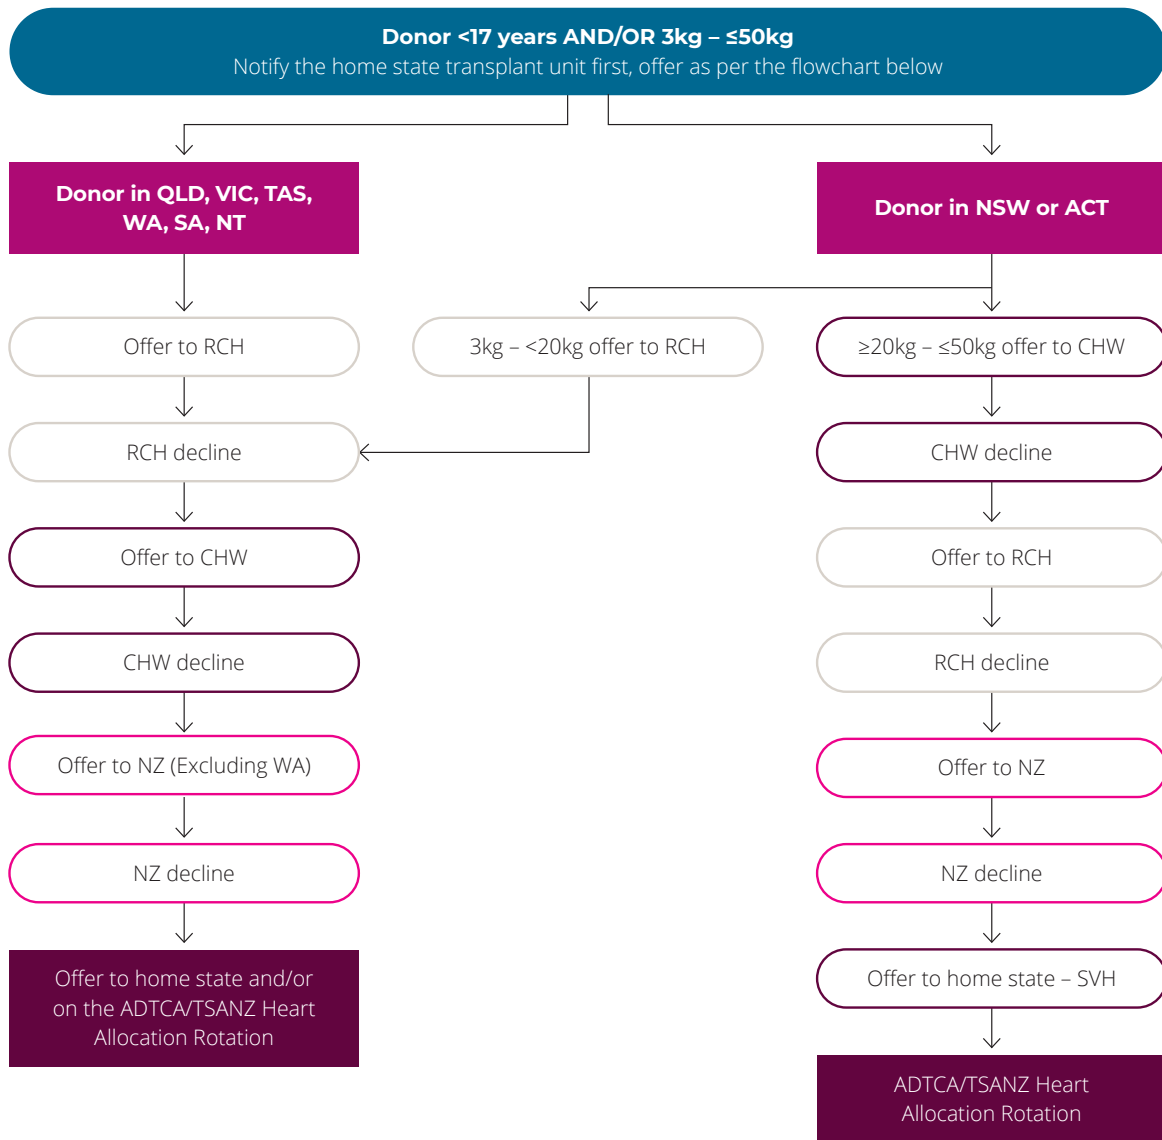 Donor <17 years AND/OR 3kg – ≤50kg
Notify the home state transplant unit first, offer as per the flowchart below
Donor in QLD, VIC, TAS,
WA, SA, NT
Offer to RCH
RCH decline
Offer to CHW
CHW decline
Offer to NZ (Excluding WA)
NZ decline
Offer to home state and/or
on the ADTCA/TSANZ Heart
Allocation Rotation
Donor in NSW or ACT
3kg – <20kg offer to RCH
≥20kg – ≤50kg offer to CHW
CHW decline
Offer to RCH
RCH decline
Offer to NZ
NZ decline
Offer to home state – SVH
ADTCA/TSANZ Heart
Allocation Rotation